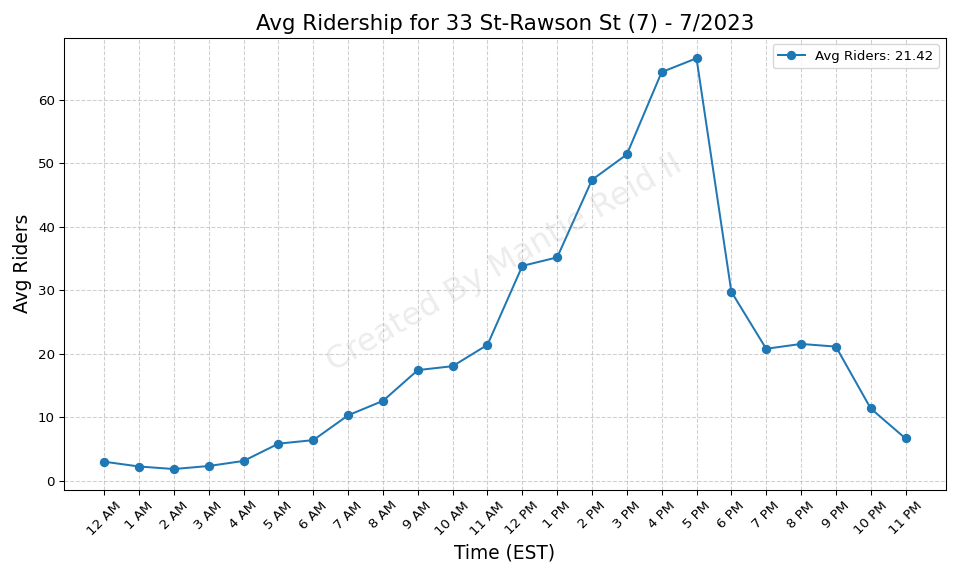 Avg Ridership for 33 St-Rawson St (7) - 7/2023
Avg Riders: 21.42
60
50
40
30
20
10
0
Avg Riders
Created By Mantie Reid II
12 AM
1 AM
2 AM
3 AM
4 AM
5 AM
6 AM
7 AM
8 AM
9 AM
10 AM
11 AM
12 PM
1 PM
2 PM
3 PM
4 PM
5 PM
6 PM
7 PM
8 PM
9 PM
10 PM
11 PM
Time (EST)